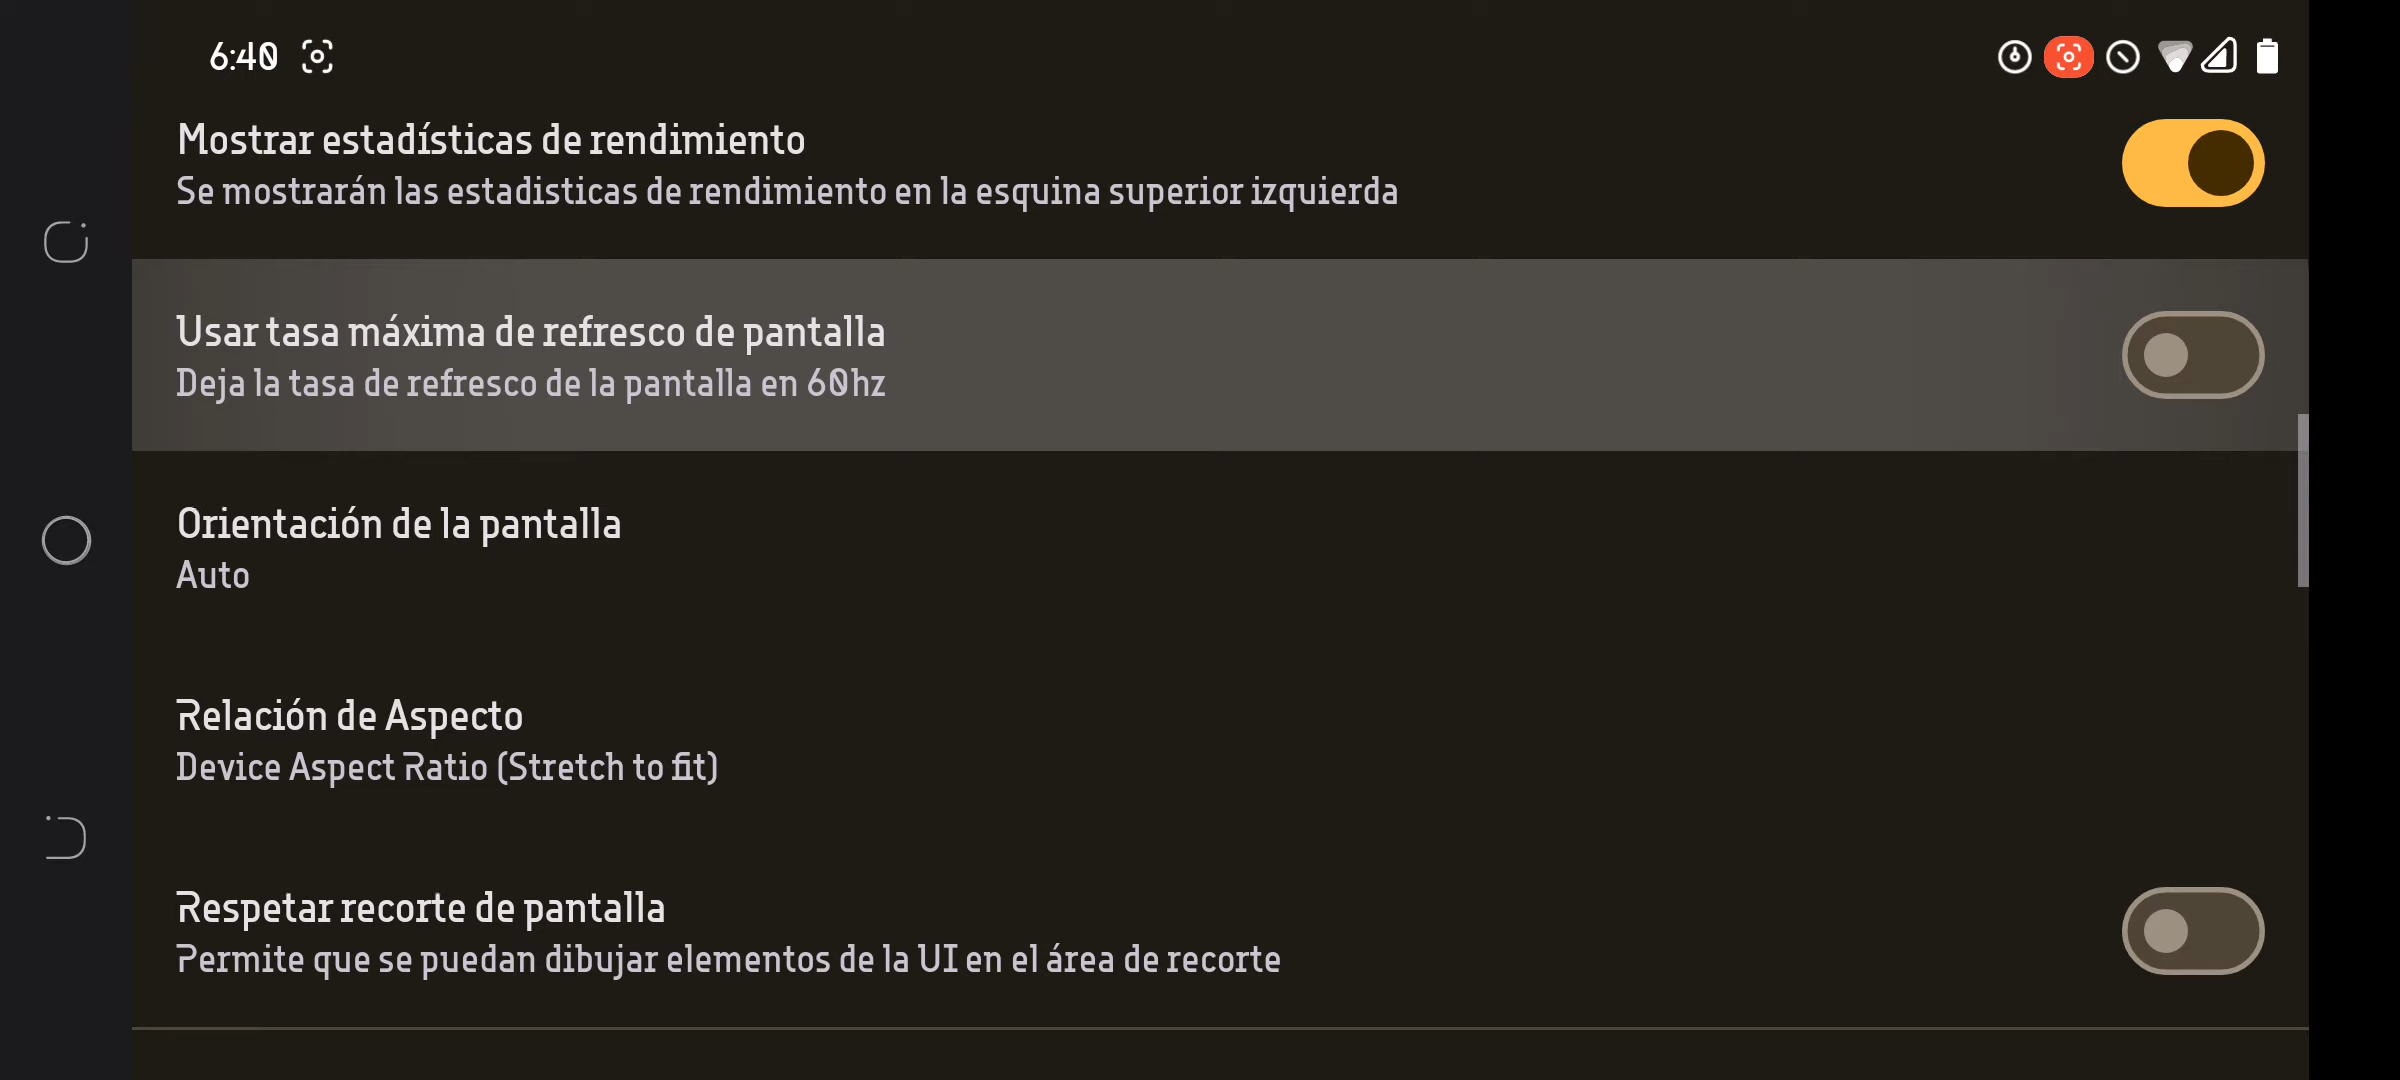 6:40
Mostrar estadísticas de rendimiento
Se mostrarán las estadisticas de rendimiento en la esquina superior izquierda
Usar tasa máxima de refresco de pantalla
Deja la tasa de refresco de la pantalla en 60hz
Orientación de la pantalla
Auto
Relación de Aspecto
Device Aspect Ratio (Stretch to fit)
Respetar recorte de pantalla
Permite que se puedan dibujar elementos de la UI en el área de recorte